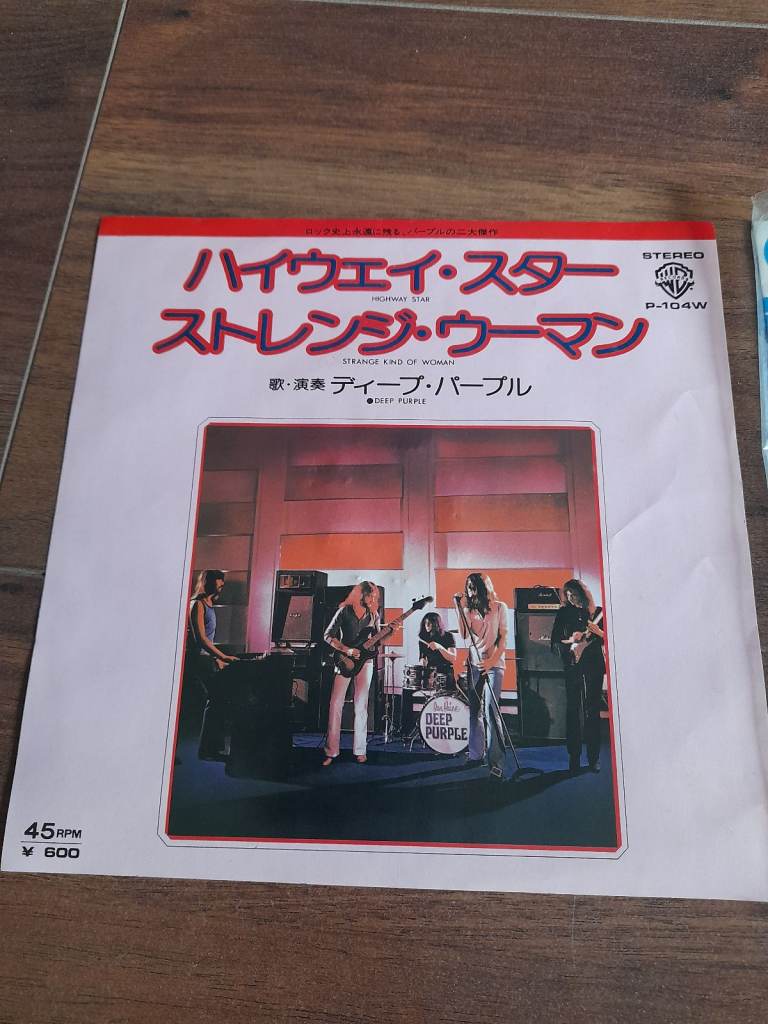 ロック史上永遠に残る、パープルの二大傑作
ハイウェイ・スター
HIGHWAY STAR
ストレンジ・ウーマン
STRANGE KIND OF WOMAN
歌・演奏 ディープ・パープル
●DEEP PURPLE
STEREO
P-104W
Ian Paice
DEEP
PURPLE
Marshall
45RPM
¥ 600